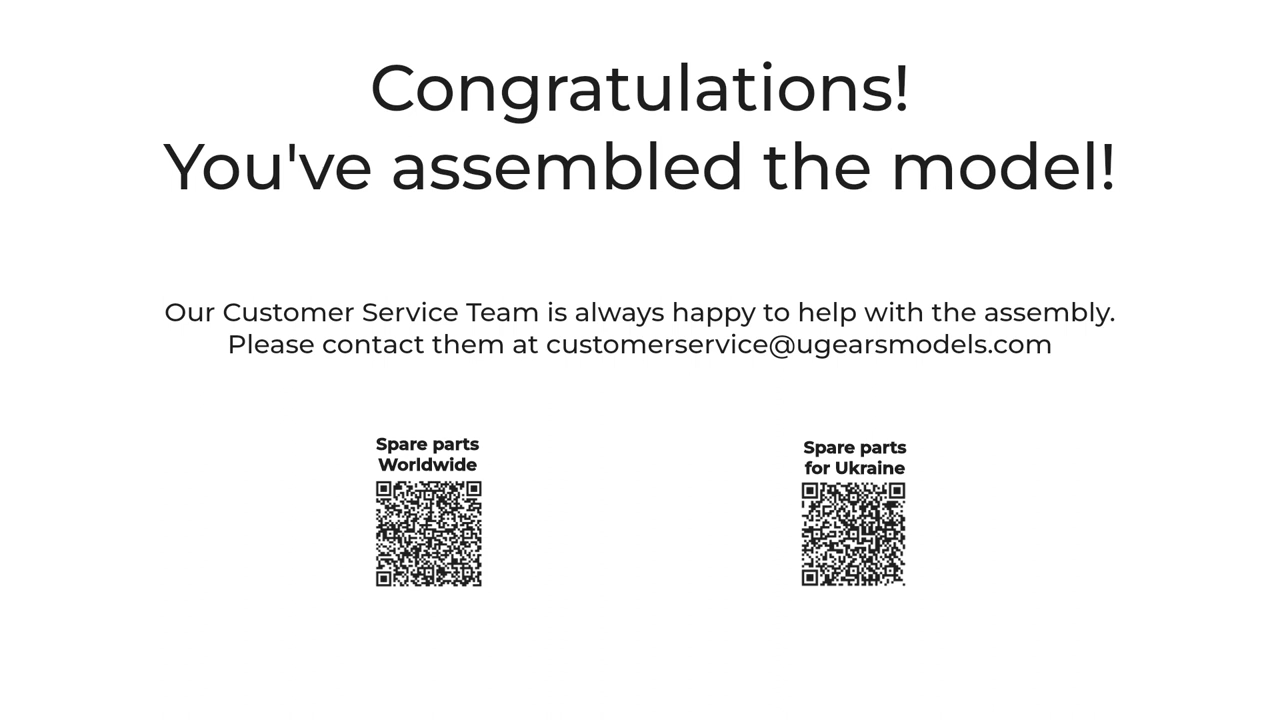 Congratulations!
You've assembled the model!
Our Customer Service Team is always happy to help with the assembly.
Please contact them at customerservice@ugearsmodels.com
Spare parts
Worldwide
Spare parts
for Ukraine